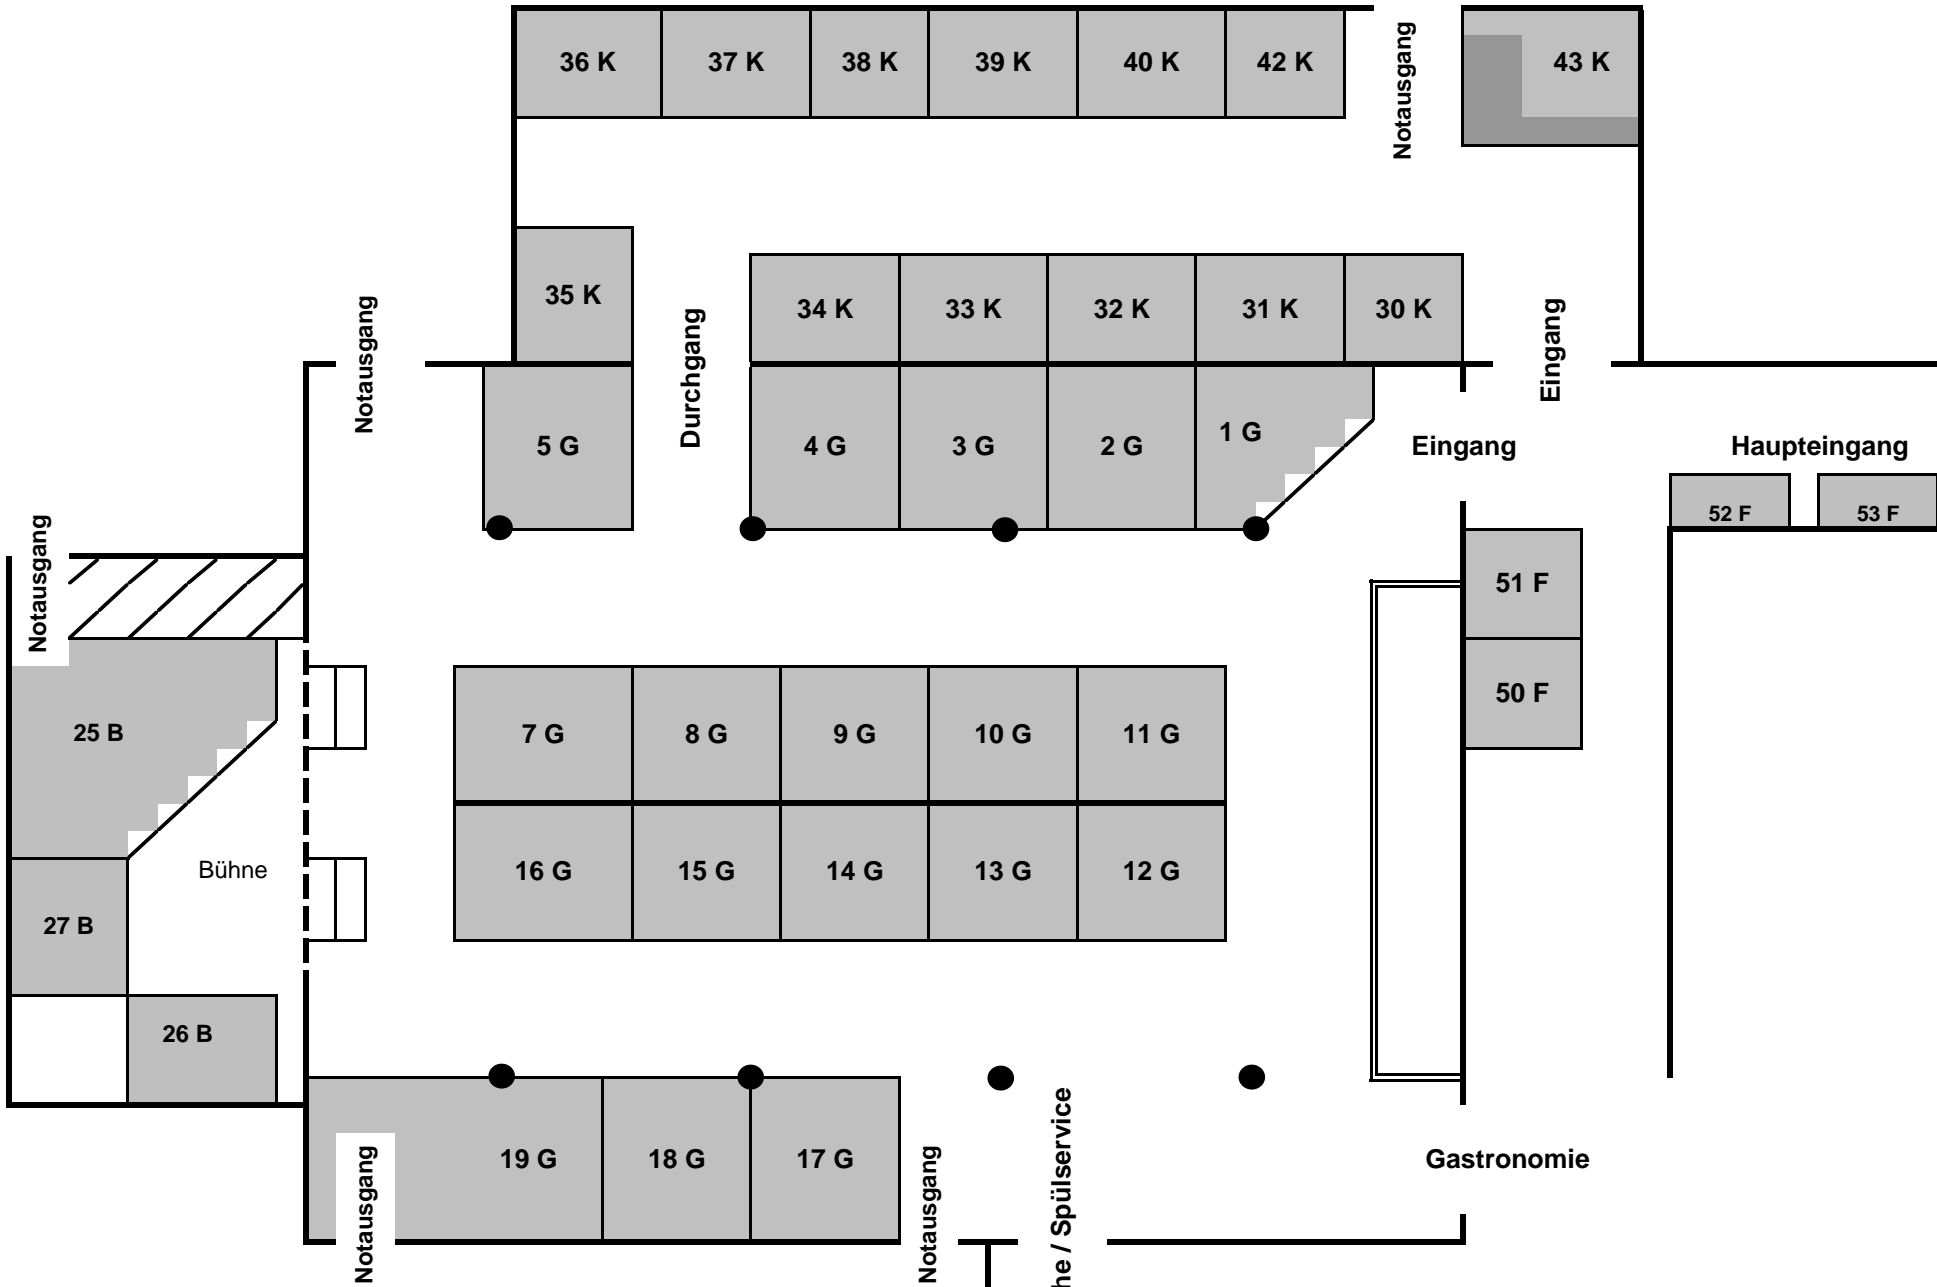 36 K
37 K
38 K
39 K
40 K
42 K
Notausgang
43 K
35 K
34 K
33 K
32 K
31 K
30 K
Notausgang
Durchgang
Eingang
5 G
4 G
3 G
2 G
1 G
Eingang
Haupteingang
52 F
53 F
Notausgang
51 F
50 F
25 B
7 G
8 G
9 G
10 G
11 G
Bühne
16 G
15 G
14 G
13 G
12 G
27 B
26 B
Notausgang
19 G
18 G
17 G
Notausgang
he / Spülservice
Gastronomie